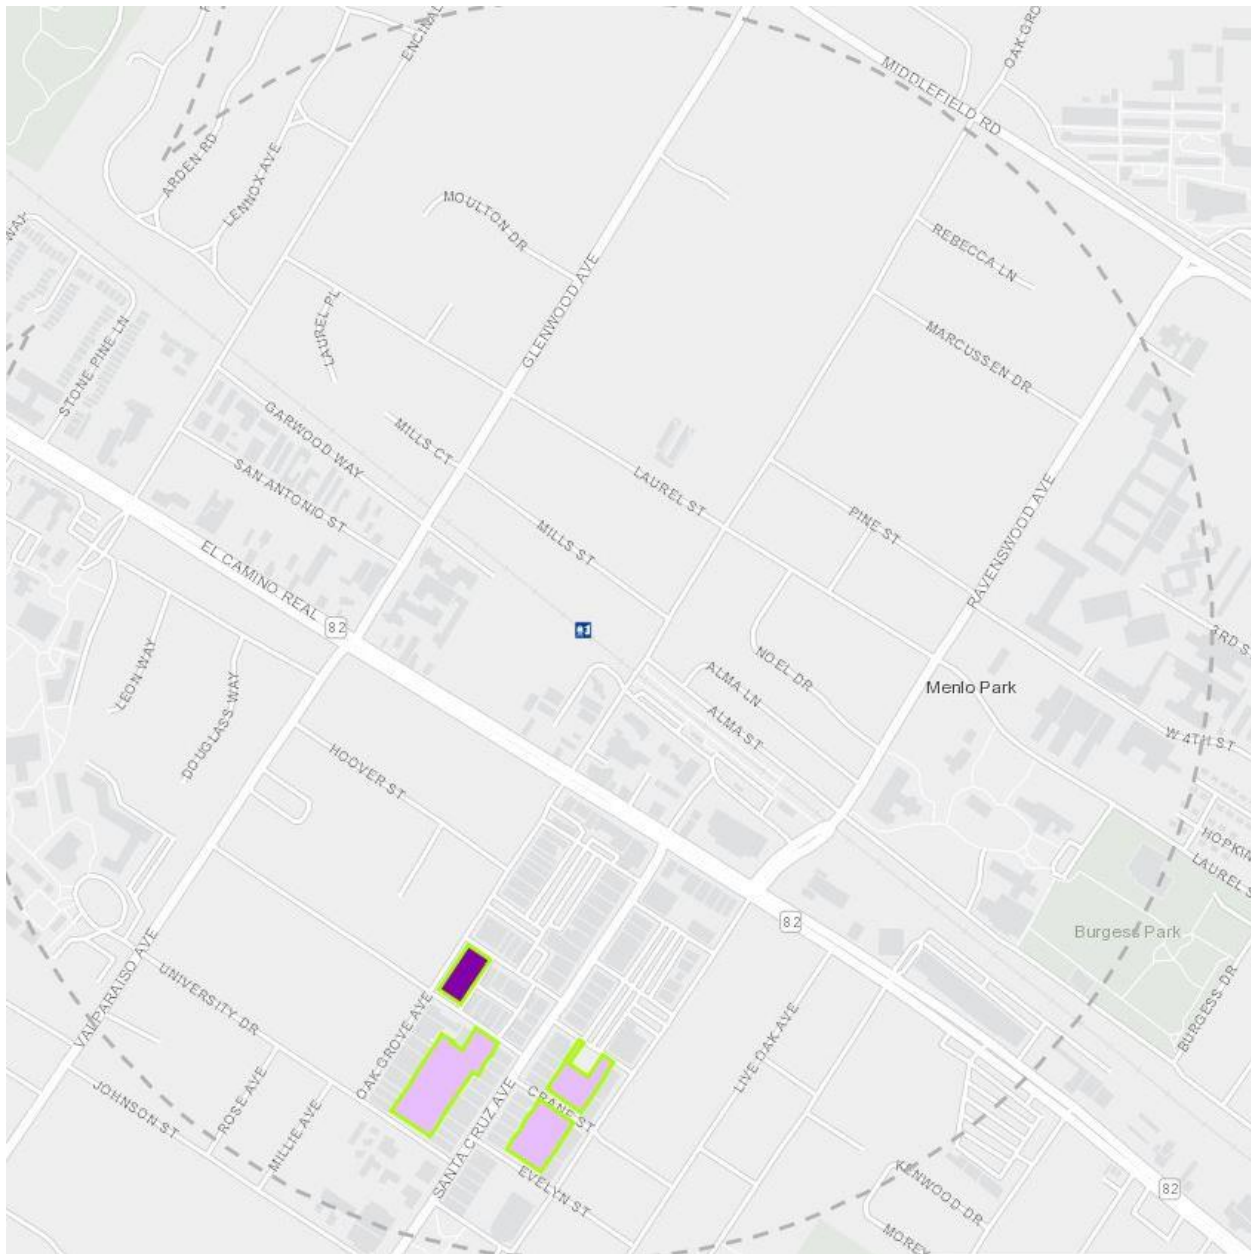 ENCINAL
OAK GRO
MIDDLEFIELD RD
ARDEN RD
LENNOX AVE
MOULTON DR
WAY
REBECCA LN
GLENWOOD AVE
LAUREL PL
STONE PINE LN
MARCUSSEN DR
GARWOOD WAY
MILLS CT
SAN ANTONIO ST
LAUREL ST
PINE ST
MILLS ST
RAVENSWOOD AVE
EL CAMINO REAL
82
3RD S
LEON WAY
NOEL DR
ALMA LN
Menlo Park
DOUGLASS WAY
ALMA ST
W 4TH ST
HOOVER ST
HOPKIN
LAUREL S
82
Burgess Park
VALPARAISO AVE
UNIVERSITY DR
BURGESS DR
OAK GROVE AVE
LIVE OAK AVE
JOHNSON ST
ROSE AVE
MILLIE AVE
CRANE ST
SANTA CRUZ AVE
EVELYN ST
KENWOOD DR
82
MOREY